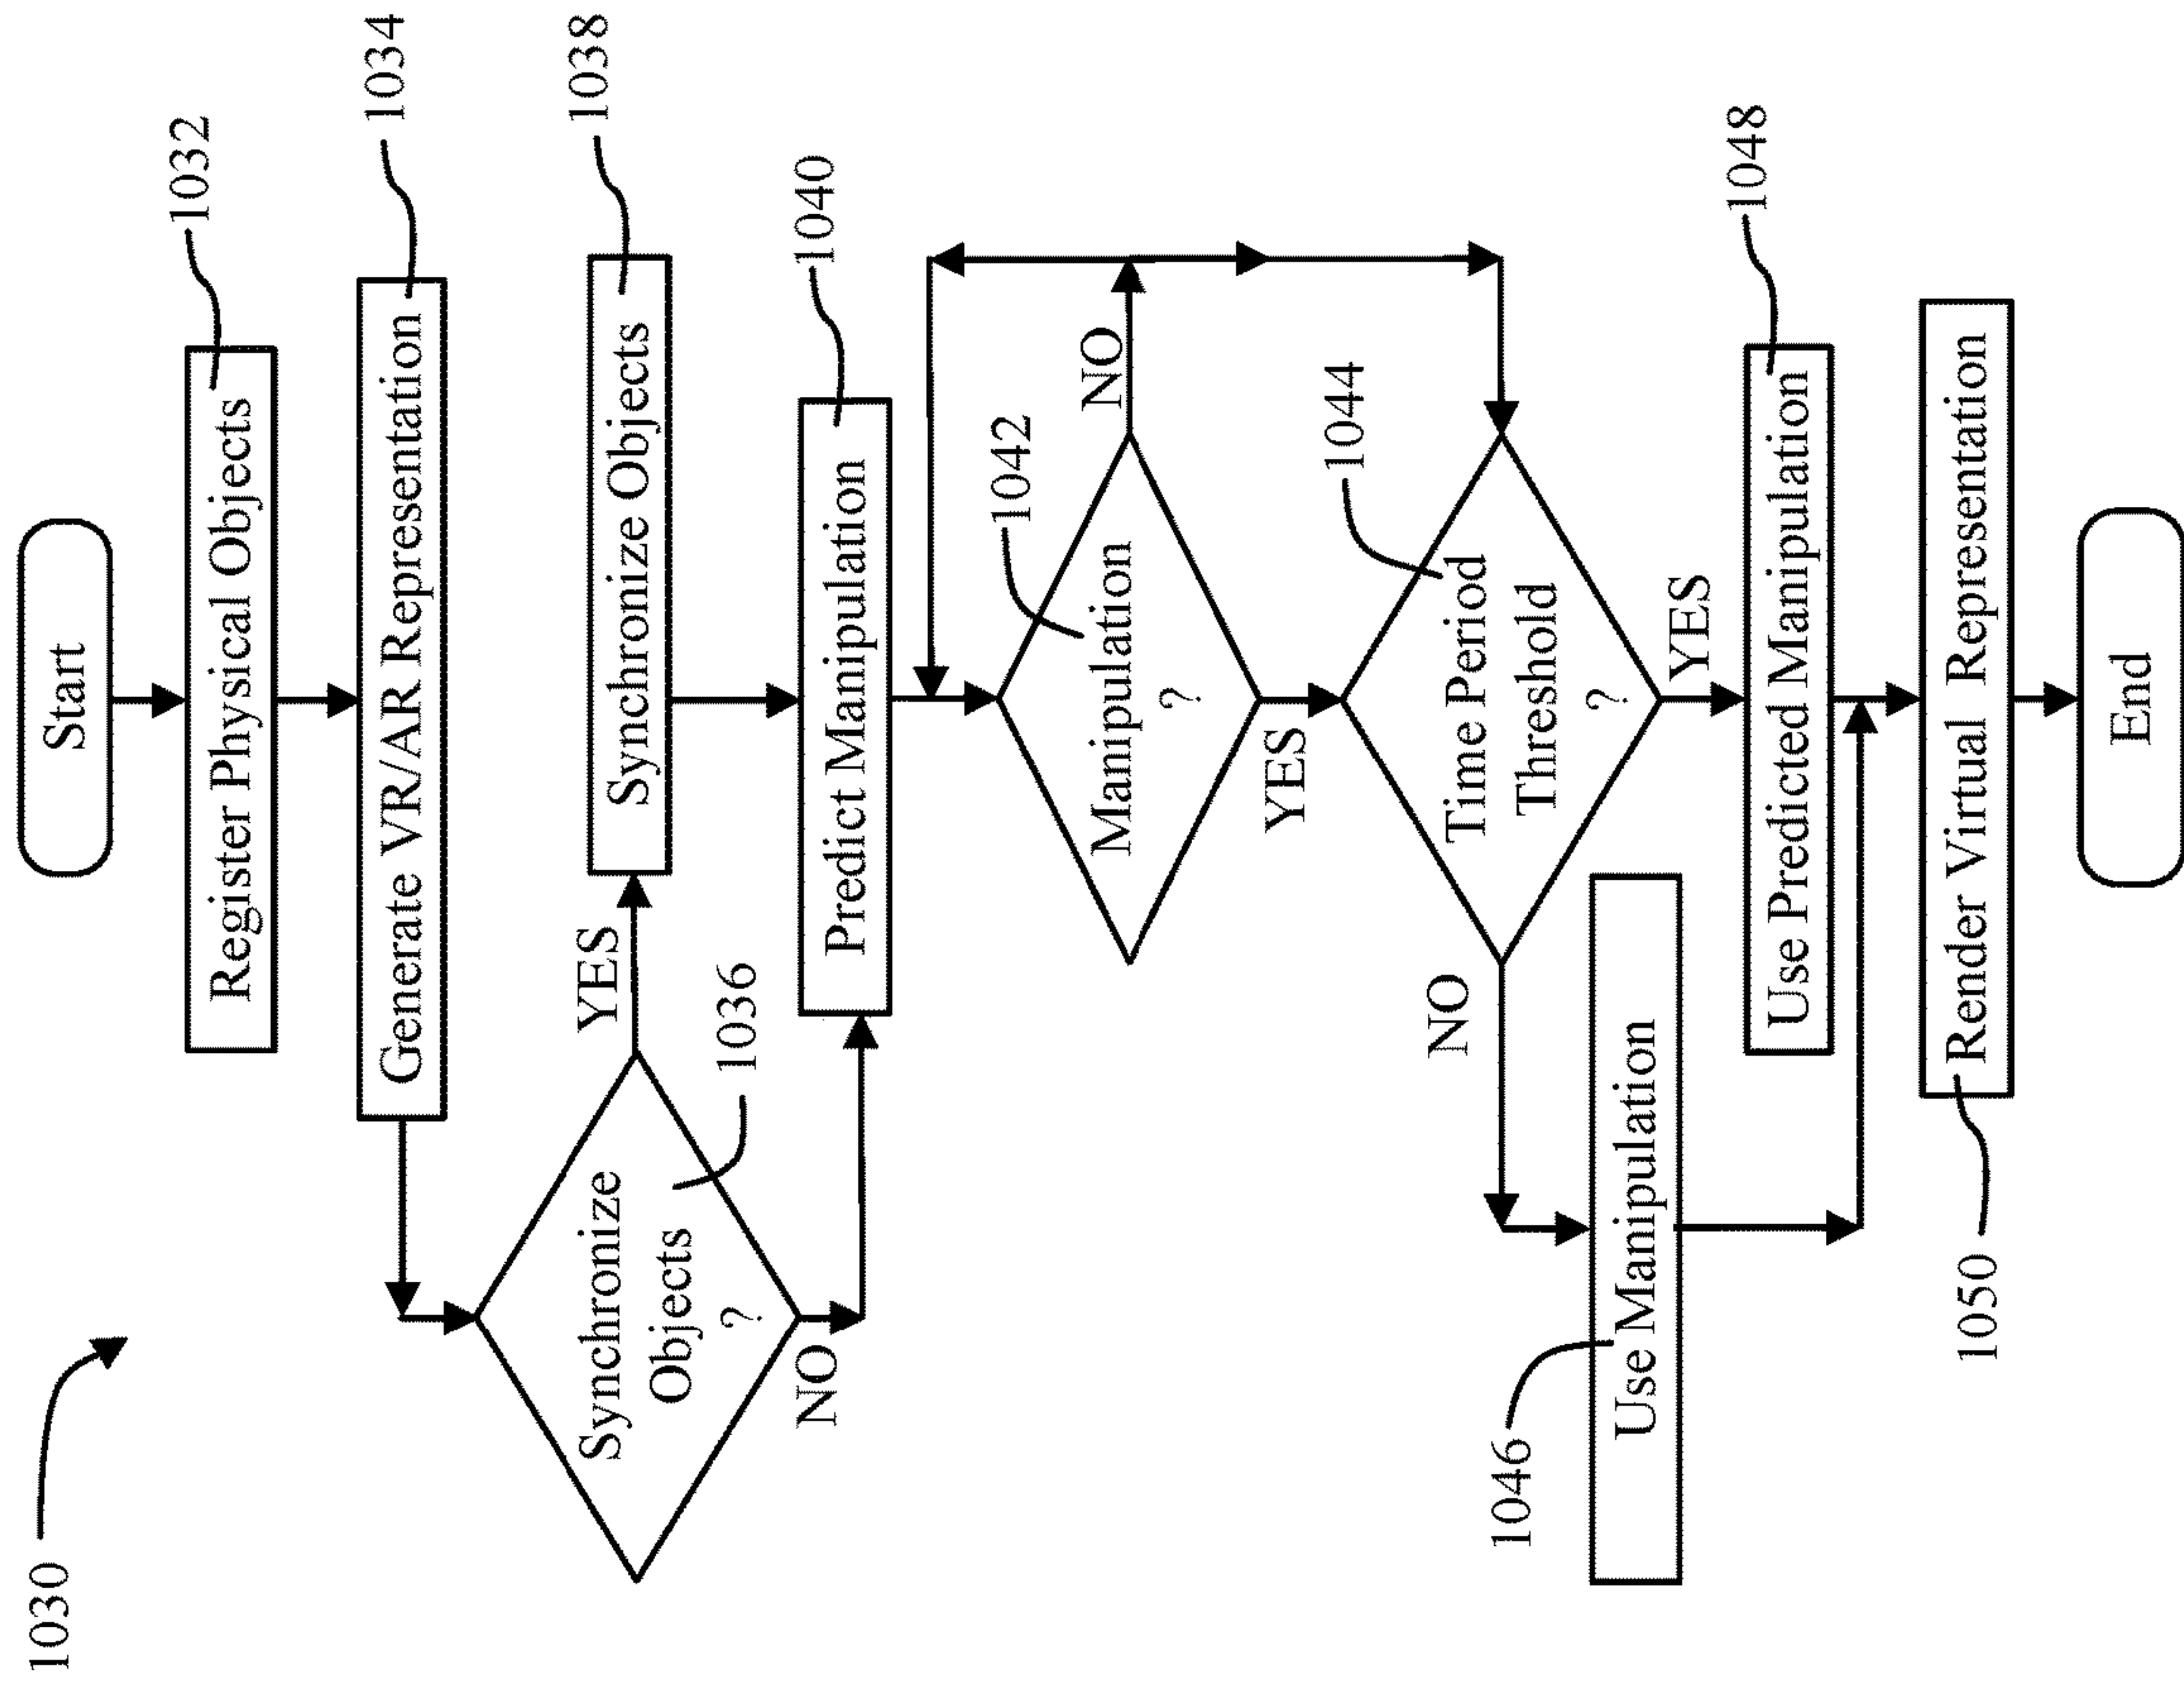 1030
Start
Register Physical Objects
1032
Generate VR/AR Representation
1034
Synchronize
Objects
?
1036
YES
NO
Synchronize Objects
1038
Predict Manipulation
1040
Manipulation
?
1042
NO
YES
Time Period
Threshold
?
1044
NO
YES
Use Manipulation
1046
Use Predicted Manipulation
1048
Render Virtual Representation
1050
End